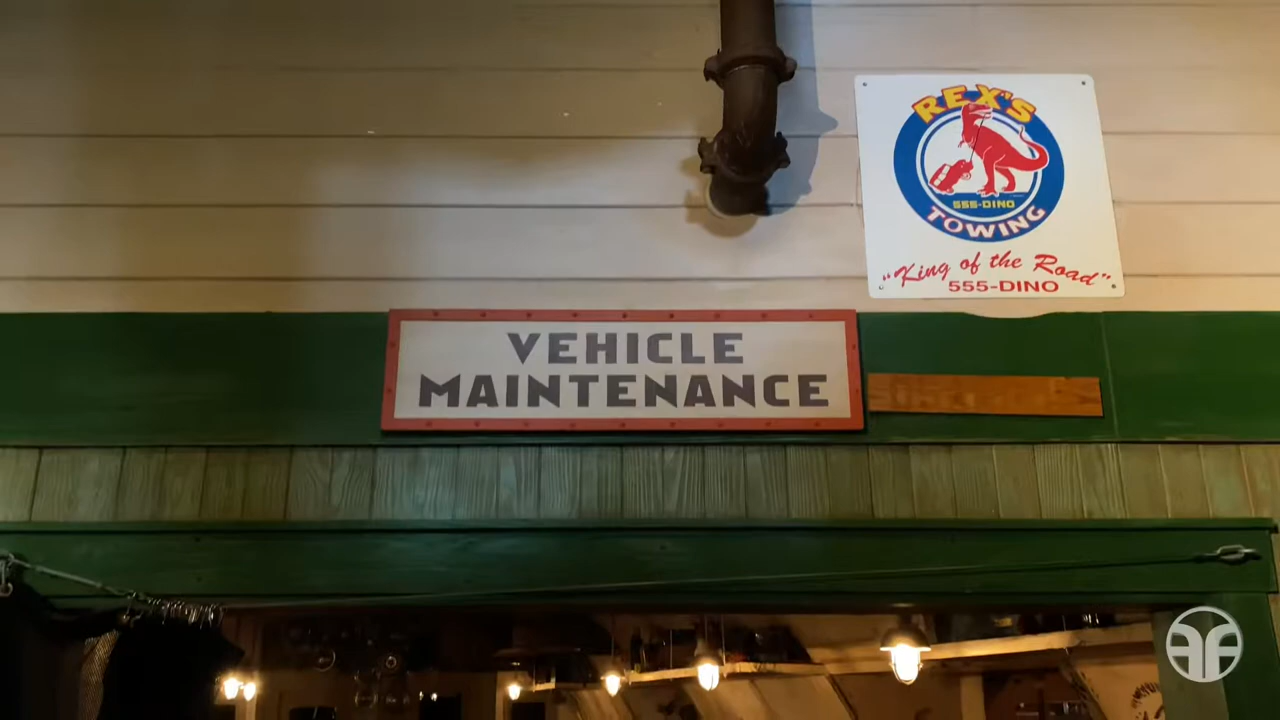 REX'S
555-DINO
TOWING
"King of the Road"
555-DINO
VEHICLE
MAINTENANCE